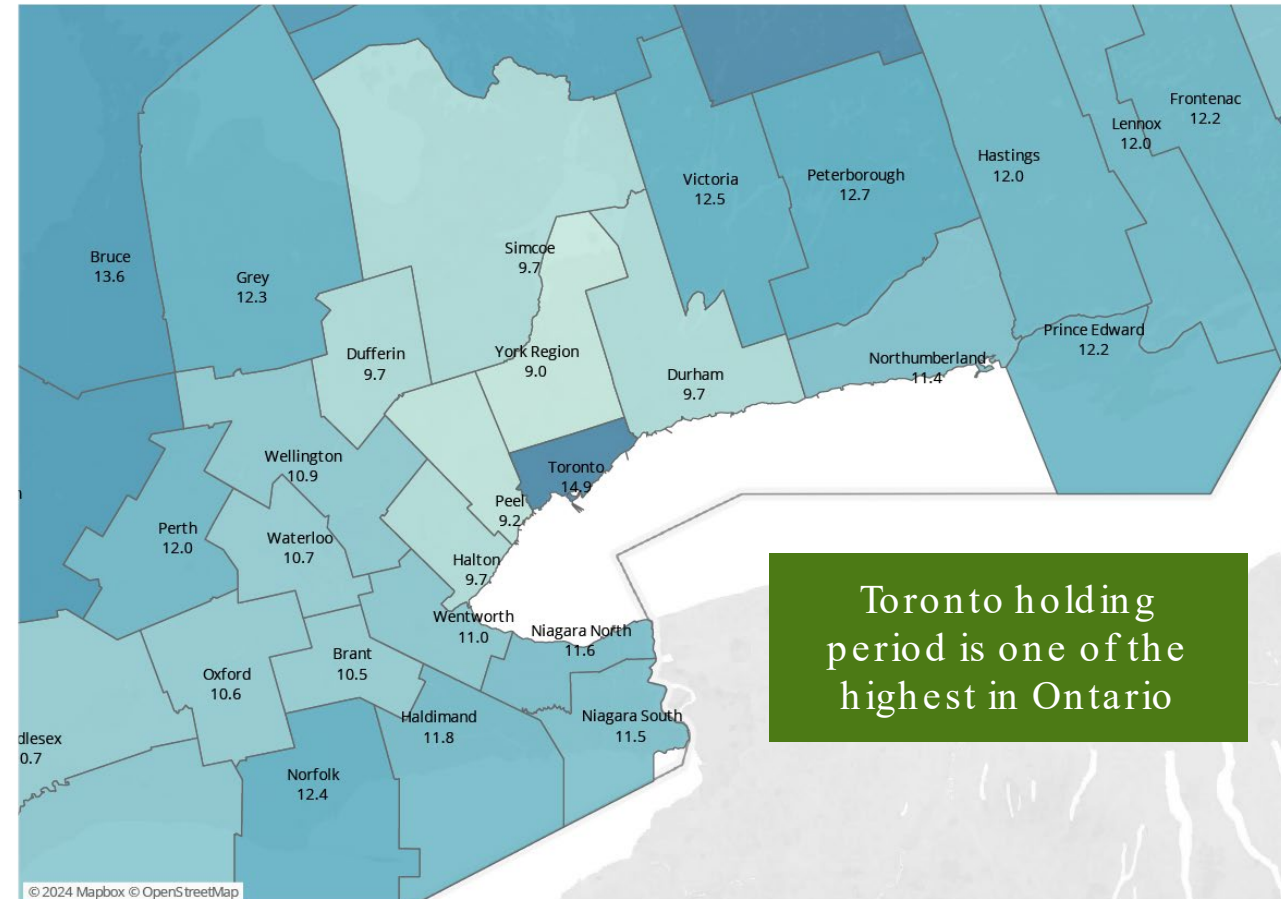 Frontenac
12.2
Lennox
12.0
Hastings
12.0
Peterborough
12.7
Victoria
12.5
Simcoe
9.7
Bruce
13.6
Grey
12.3
Prince Edward
12.2
York Region
9.0
Dufferin
9.7
Northumberland
11.4
Durham
9.7
Wellington
10.9
Toronto
14.9
Peel
9.2
Perth
12.0
Waterloo
10.7
Halton
9.7
Wentworth
11.0
Niagara North
11.6
Toronto holding
period is one of the
highest in Ontario
Brant
10.5
Oxford
10.6
Haldimand
11.8
Niagara South
11.5
dlesex
0.7
Norfolk
12.4
© 2024 Mapbox © OpenStreetMap